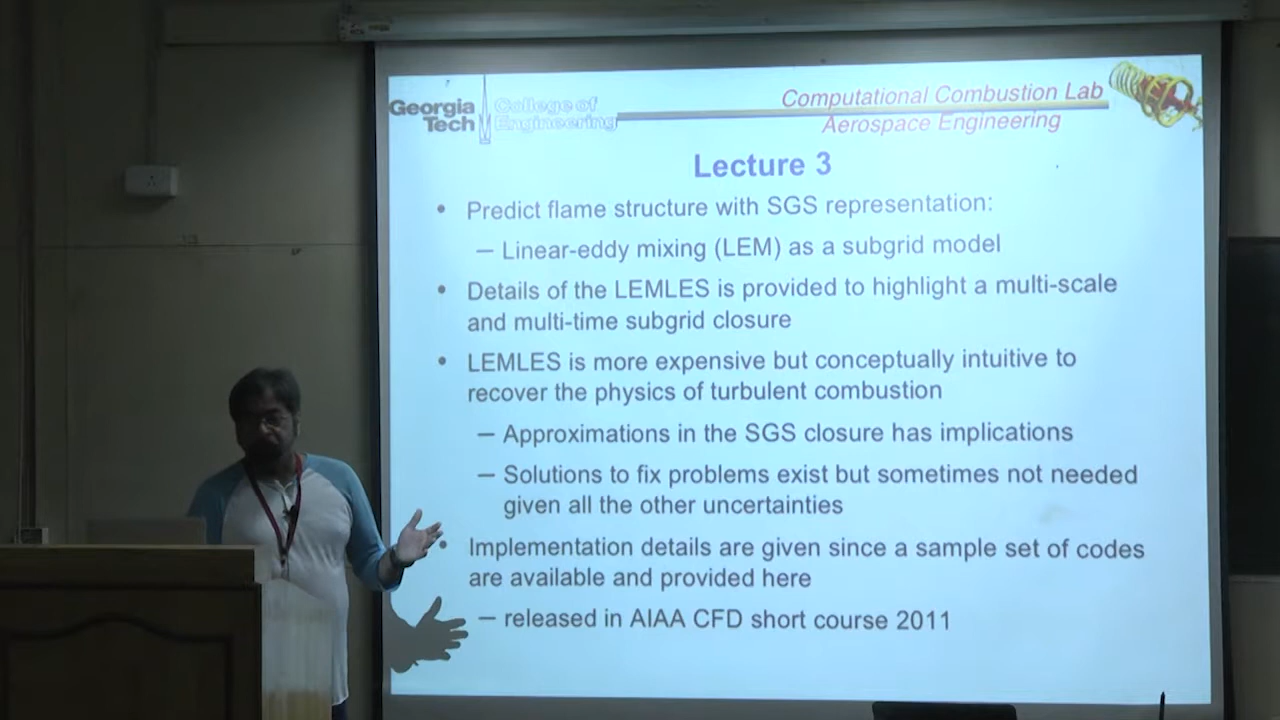 Georgia
Tech
College of
Engineering
Computational Combustion Lab
Aerospace Engineering
Lecture 3
• Predict flame structure with SGS representation:
– Linear-eddy mixing (LEM) as a subgrid model
• Details of the LEMLES is provided to highlight a multi-scale
and multi-time subgrid closure
• LEMLES is more expensive but conceptually intuitive to
recover the physics of turbulent combustion
– Approximations in the SGS closure has implications
– Solutions to fix problems exist but sometimes not needed
given all the other uncertainties
• Implementation details are given since a sample set of codes
are available and provided here
– released in AIAA CFD short course 2011